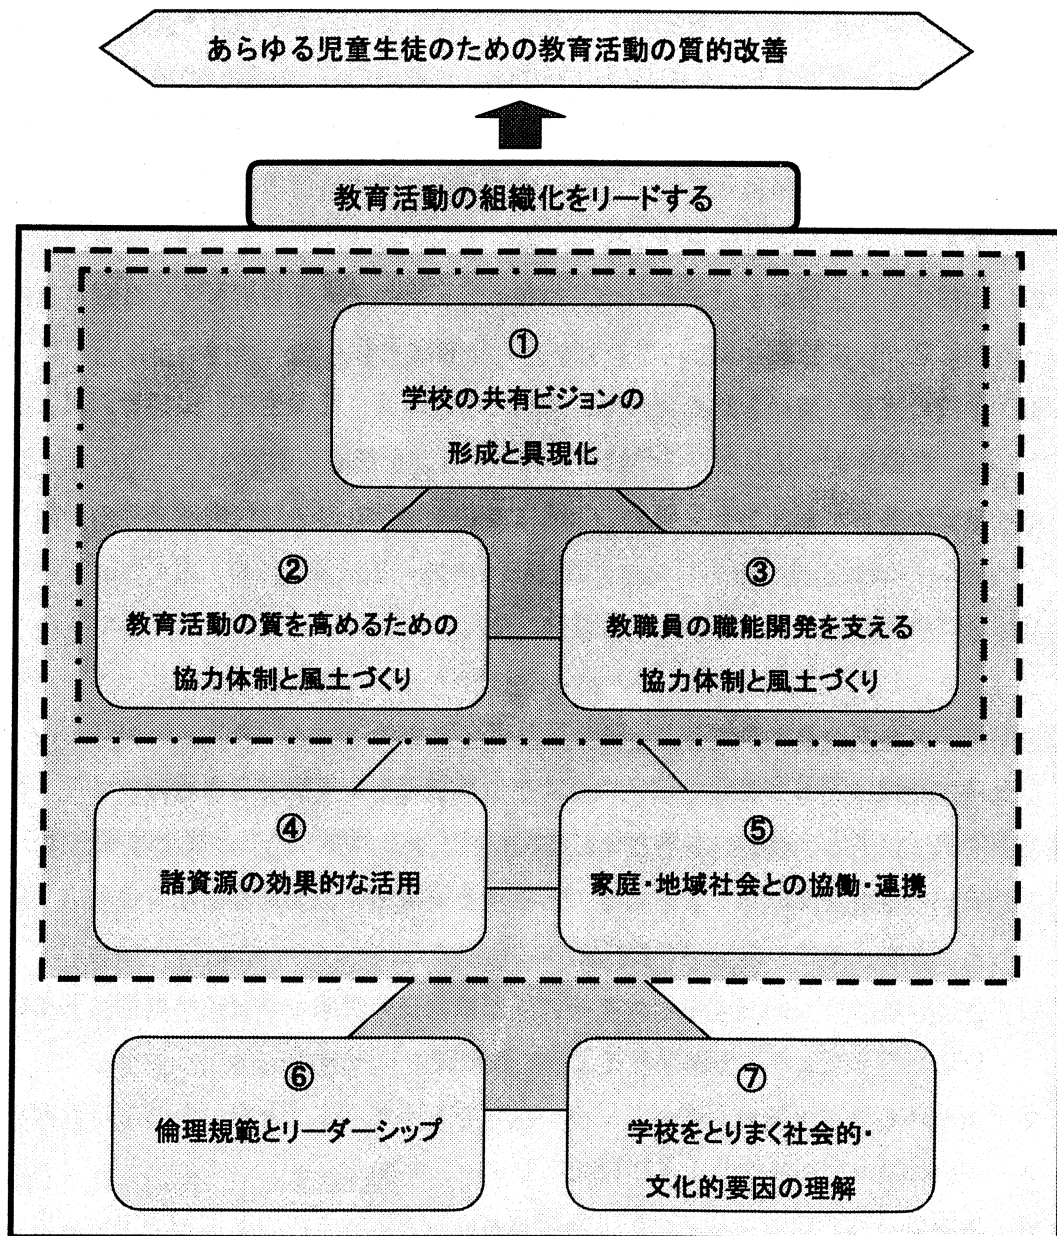 あらゆる児童生徒のための教育活動の質的改善
教育活動の組織化をリードする
①
学校の共有ビジョンの
形成と具現化
②
教育活動の質を高めるための
協力体制と風土づくり
③
教職員の職能開発を支える
協力体制と風土づくり
④
諸資源の効果的な活用
⑤
家庭・地域社会との協働・連携
⑥
倫理規範とリーダーシップ
⑦
学校をとりまく社会的・
文化的要因の理解